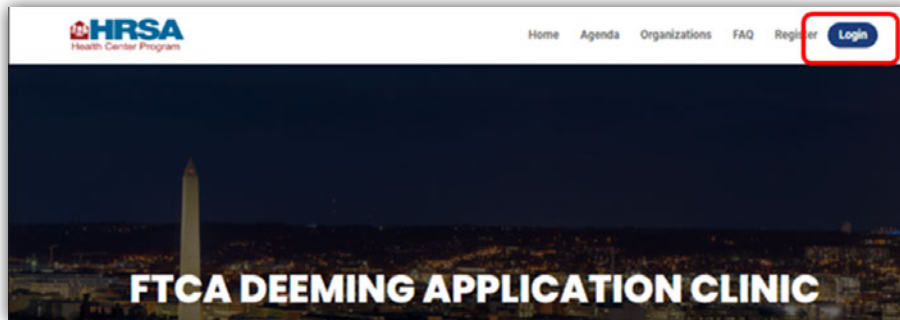 HRSA
Health Center Program
Home Agenda Organizations FAQ Register Login
FTCA DEEMING APPLICATION CLINIC